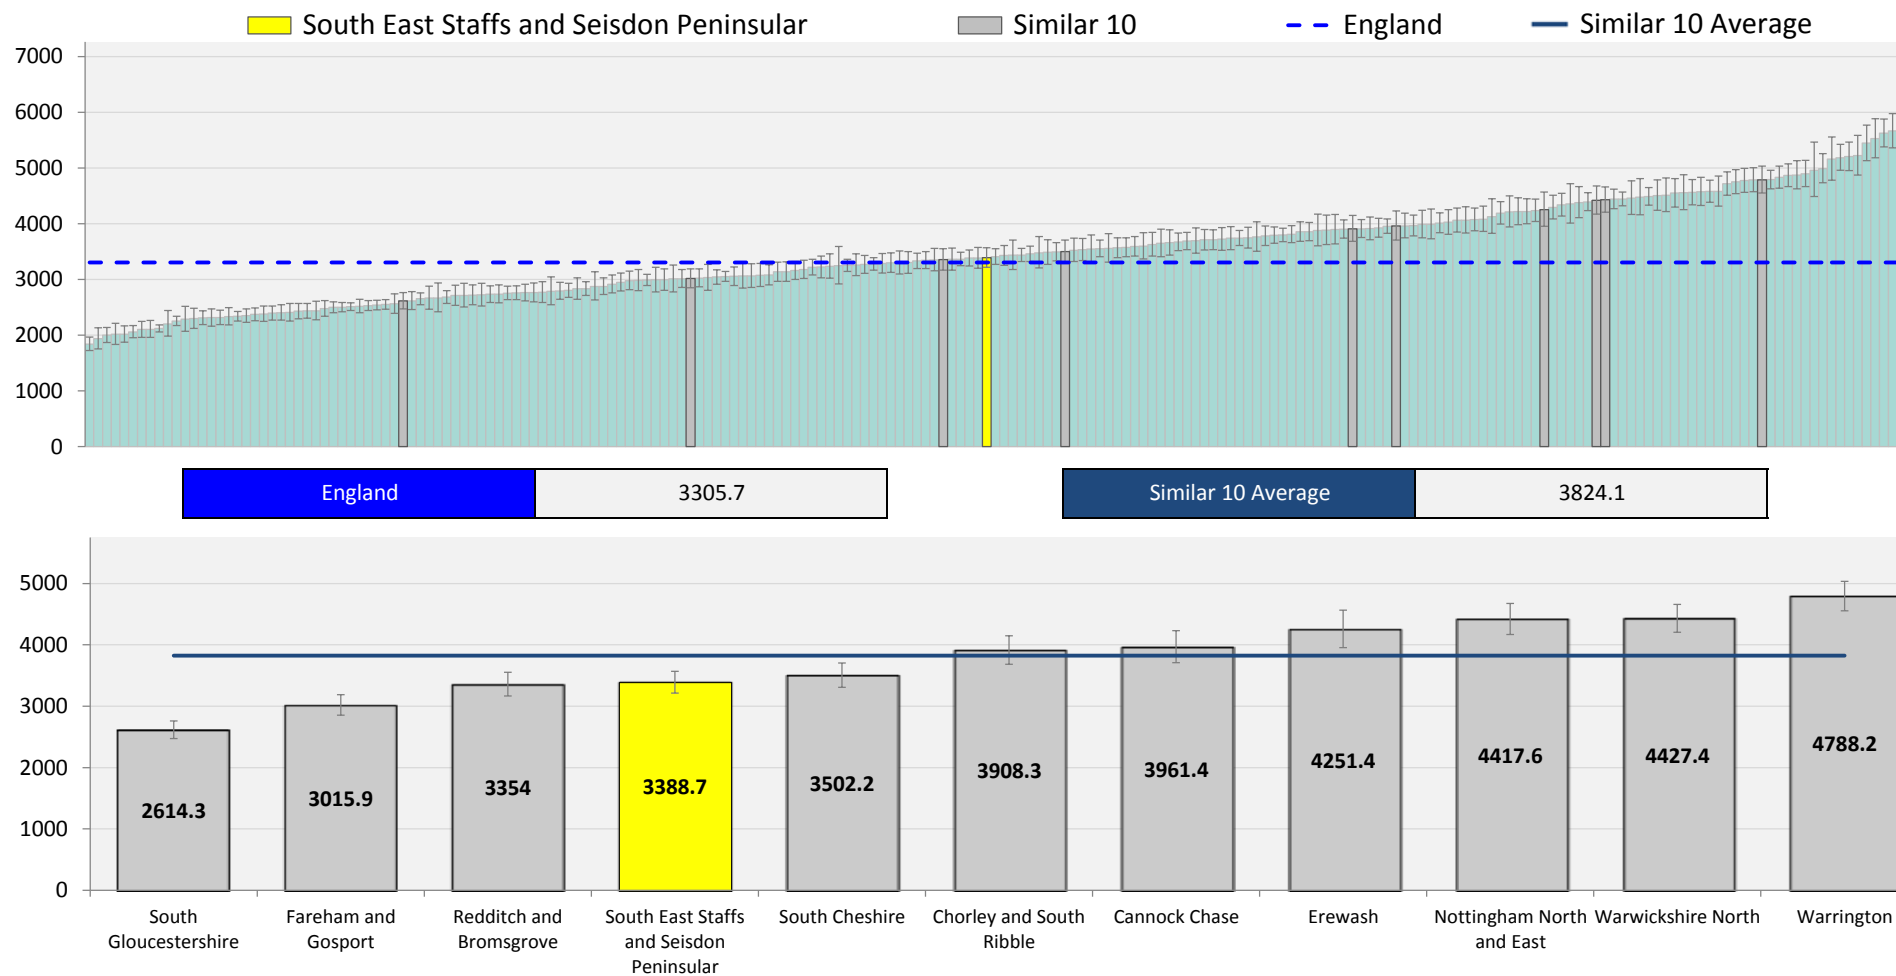 South East Staffs and Seisdon Peninsular
Similar 10
England
Similar 10 Average
7000
6000
5000
4000
3000
2000
1000
0
England
3305.7
Similar 10 Average
3824.1
5000
4000
3000
2000
1000
0
2614.3
3015.9
3354
3388.7
3502.2
3908.3
3961.4
4251.4
4417.6
4427.4
4788.2
South
Gloucestershire
Fareham and
Gosport
Redditch and
Bromsgrove
South East Staffs
and Seisdon
Peninsular
South Cheshire
Chorley and South
Ribble
Cannock Chase
Erewash
Nottingham North
and East
Warwickshire North
Warrington